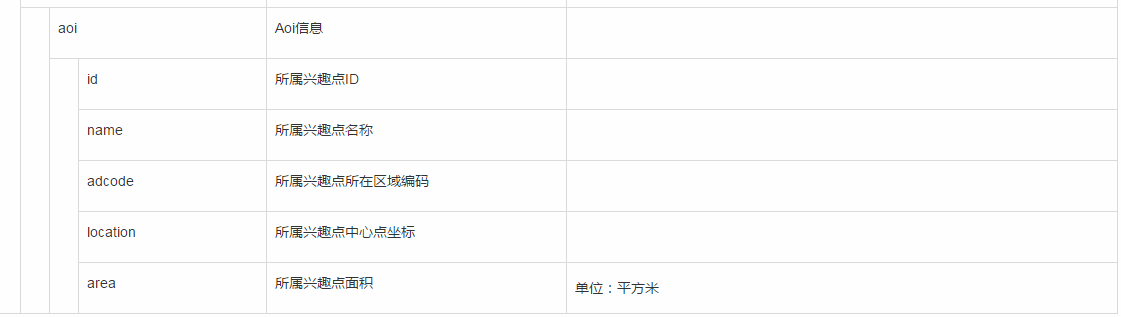 aoi Aoi信息
id 所属兴趣点ID
name 所属兴趣点名称
adcode 所属兴趣点所在区域编码
location 所属兴趣点中心点坐标
area 所属兴趣点面积 单位：平方米